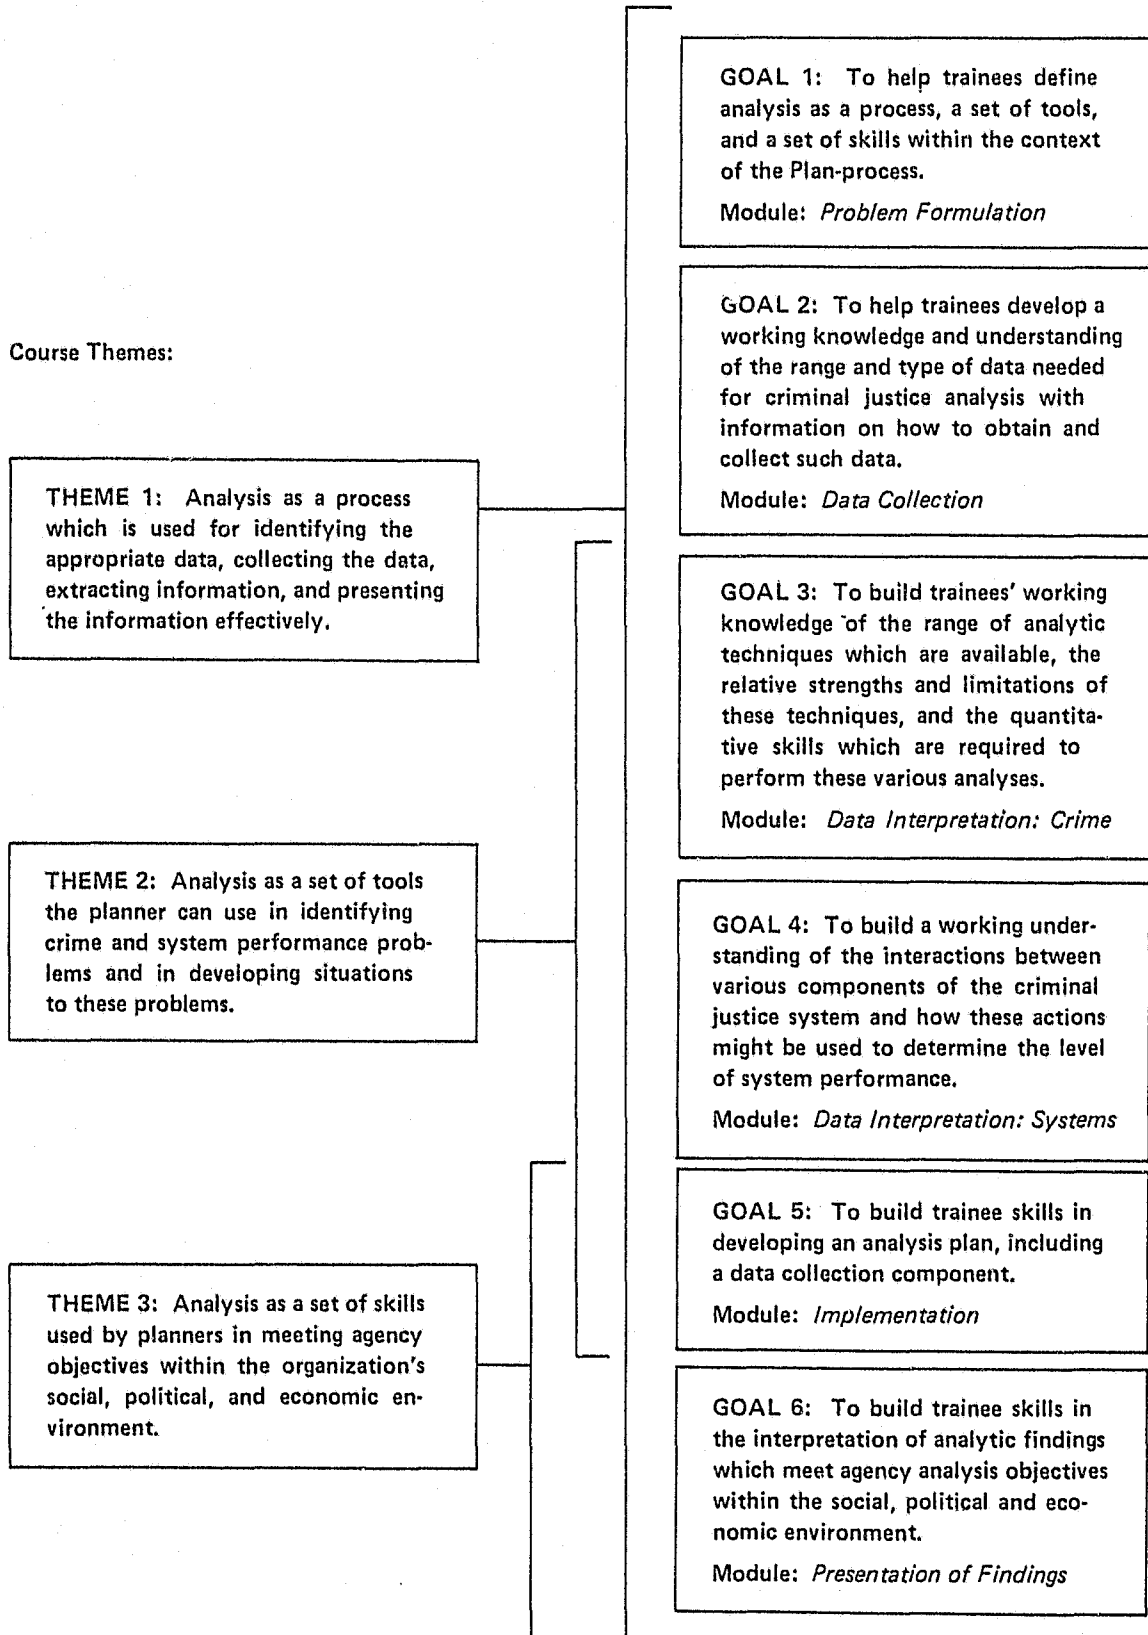 Course Themes:
THEME 1: Analysis as a process
which is used for identifying the
appropriate data, collecting the data,
extracting information, and presenting
the information effectively.
THEME 2: Analysis as a set of tools
the planner can use in identifying
crime and system performance prob-
lems and in developing situations
to these problems.
THEME 3: Analysis as a set of skills
used by planners in meeting agency
objectives within the organization's
social, political, and economic en-
vironment.
GOAL 1: To help trainees define
analysis as a process, a set of tools,
and a set of skills within the context
of the Plan-process.
Module: Problem Formulation
GOAL 2: To help trainees develop a
working knowledge and understanding
of the range and type of data needed
for criminal justice analysis with
information on how to obtain and
collect such data.
Module: Data Collection
GOAL 3: To build trainees' working
knowledge of the range of analytic
techniques which are available, the
relative strengths and limitations of
these techniques, and the quantita-
tive skills which are required to
perform these various analyses.
Module: Data Interpretation: Crime
GOAL 4: To build a working under-
standing of the interactions between
various components of the criminal
justice system and how these actions
might be used to determine the level
of system performance.
Module: Data Interpretation: Systems
GOAL 5: To build trainee skills in
developing an analysis plan, including
a data collection component.
Module: Implementation
GOAL 6: To build trainee skills in
the interpretation of analytic findings
which meet agency analysis objectives
within the social, political and eco-
nomic environment.
Module: Presentation of Findings